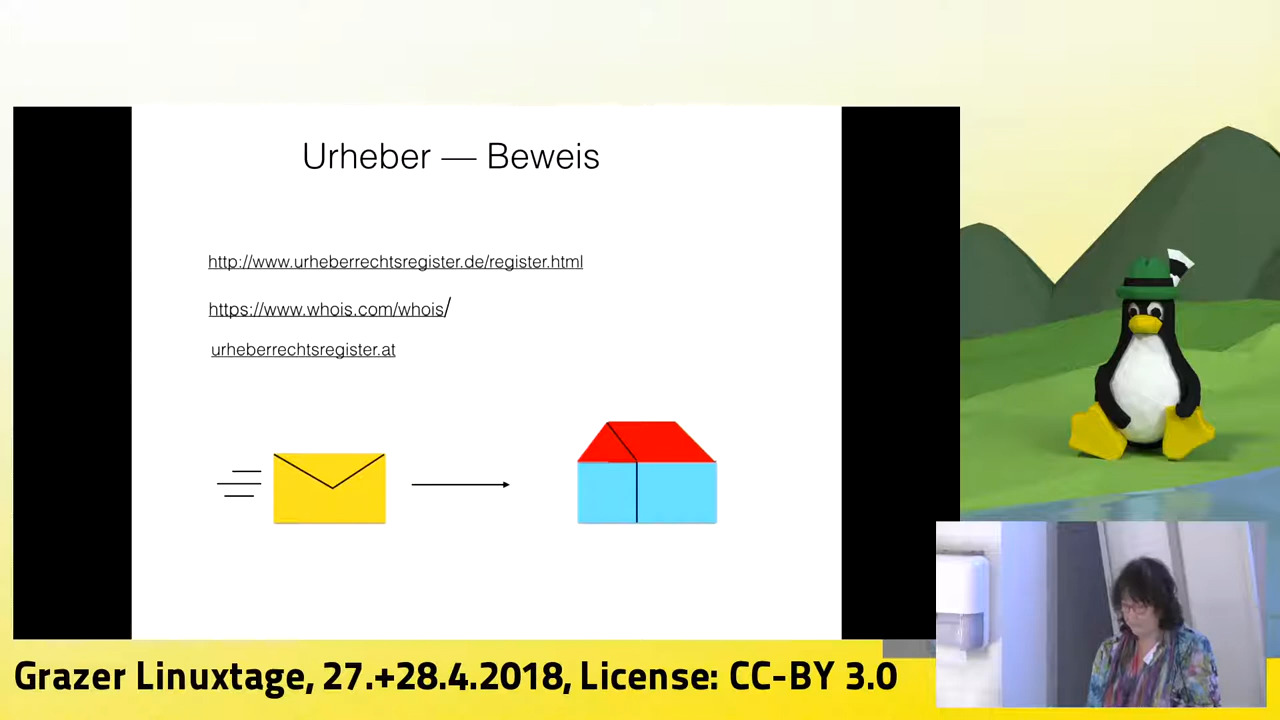 Urheber — Beweis
http://www.urheberrechtsregister.de/register.html
https://www.whois.com/whois/
urheberrechtsregister.at
Grazer Linuxtage, 27.+28.4.2018, License: CC-BY 3.0